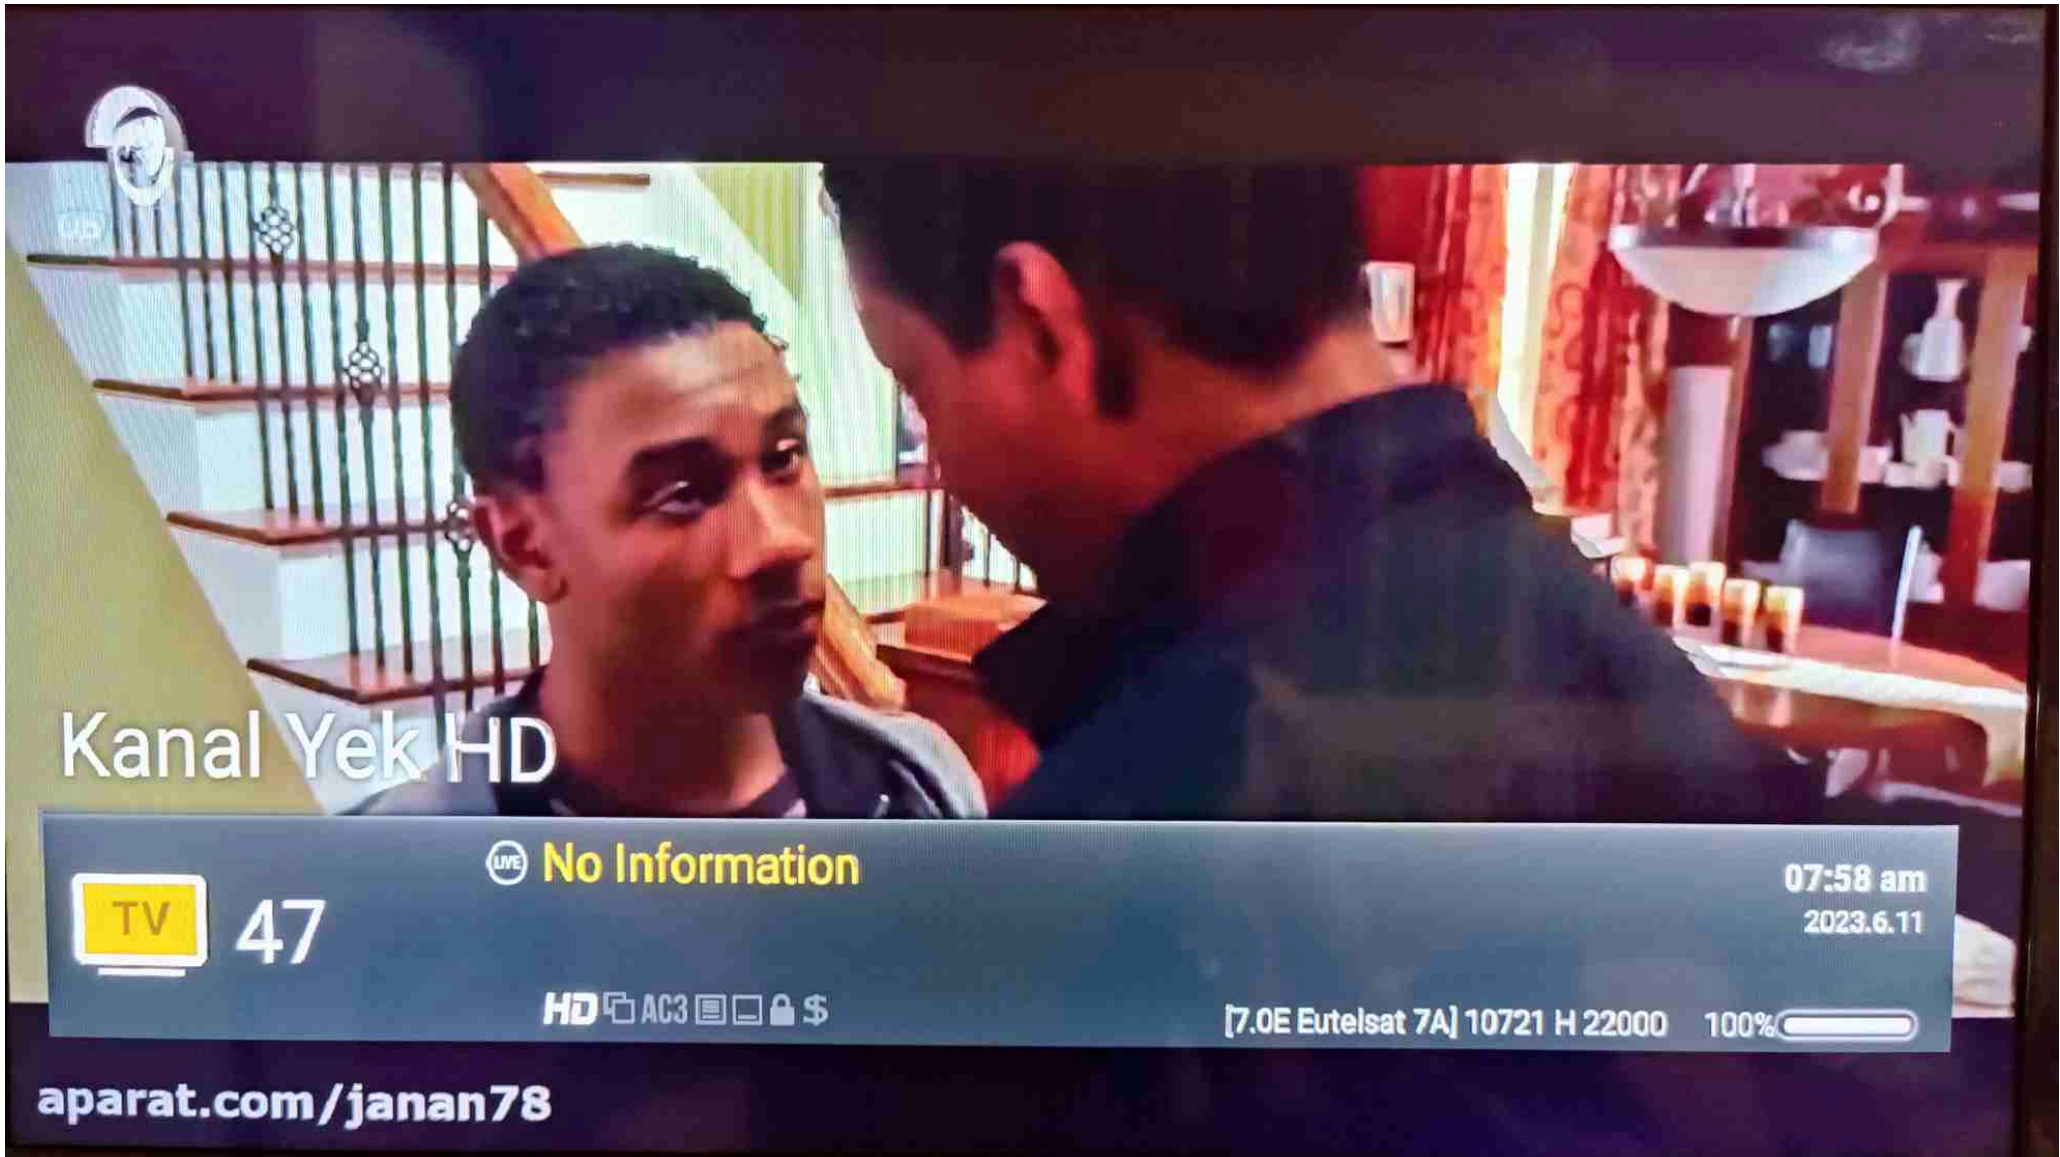 Kanal Yek HD
LIVE No Information
TV 47
07:58 am
2023.6.11
HD AC3 $
[7.0E Eutelsat 7A] 10721 H 22000 100%
aparat.com/janan78